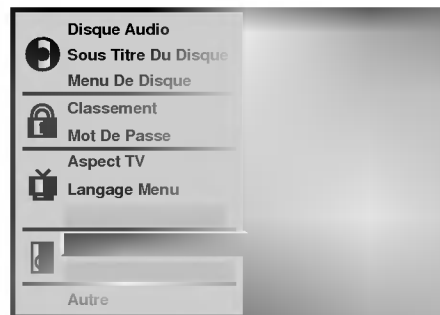 Disque Audio
Sous Titre Du Disque
Menu De Disque
Classement
Mot De Passe
Aspect TV
Langage Menu
Autre